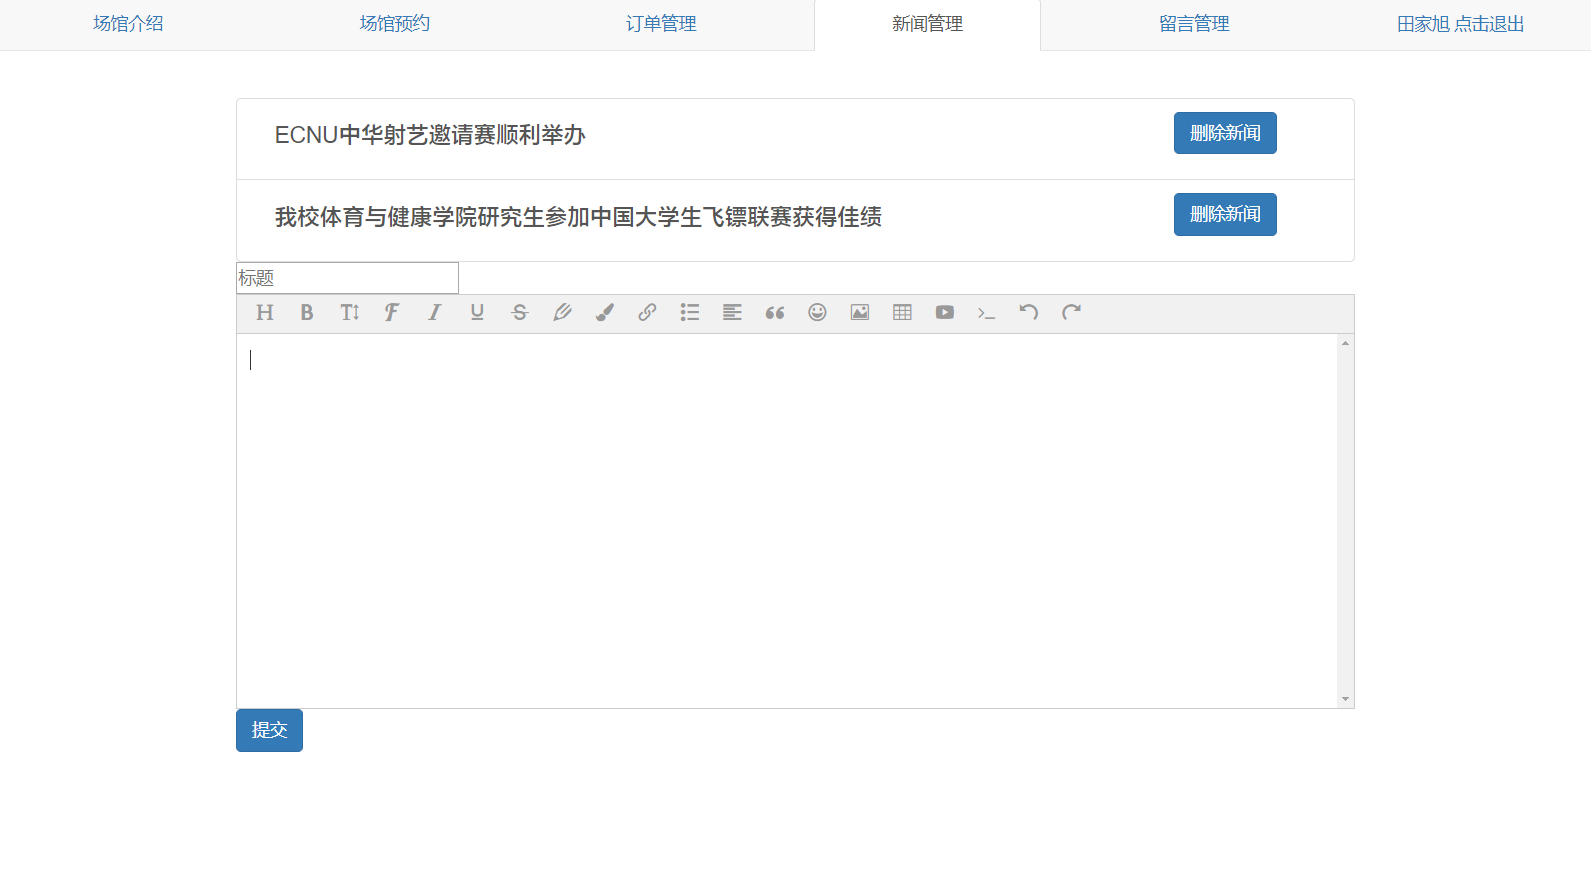 场馆介绍 场馆预约 订单管理 新闻管理 留言管理 田家旭 点击退出
ECNU中华射艺邀请赛顺利举办 删除新闻
我校体育与健康学院研究生参加中国大学生飞镖联赛获得佳绩 删除新闻
标题
提交